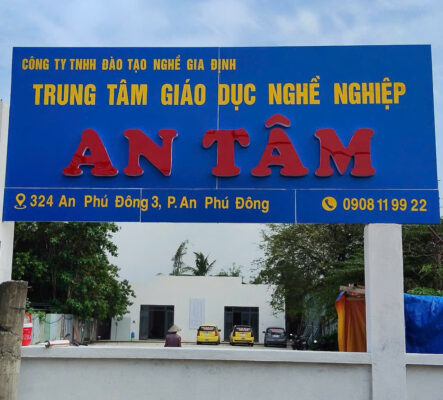 CÔNG TY TNHH ĐÀO TẠO NGHỀ GIA ĐỊNH
TRUNG TÂM GIÁO DỤC NGHỀ NGHIỆP
AN TÂM
324 An Phú Đông 3, P.An Phú Đông 0908 11 99 22